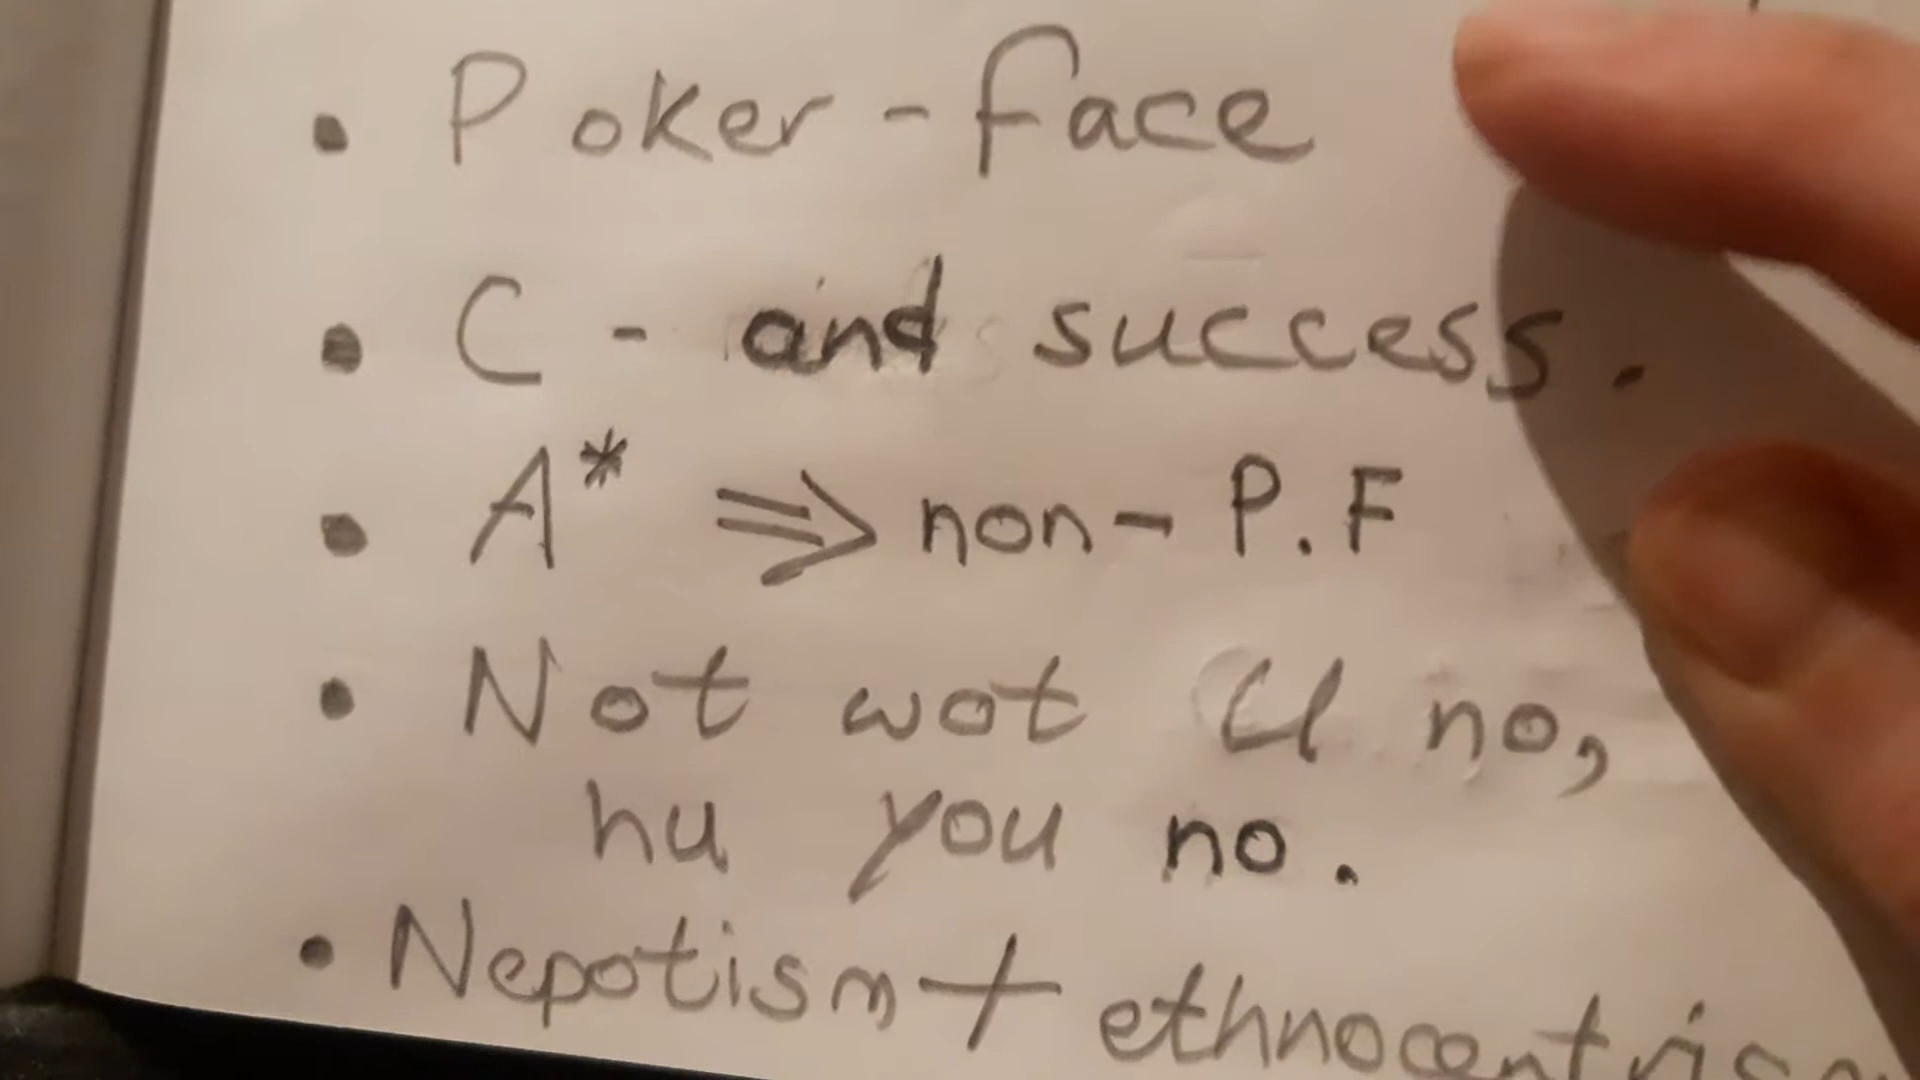 • Poker-face
• C - and success.
• A* ⇒ non- P.F
• Not wot U no,
hu you no.
• Nepotism + ethnocentrism